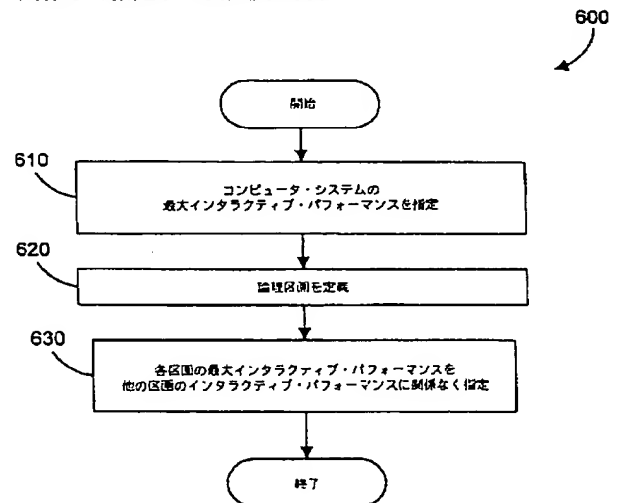 600
開始
610
コンピュータ・システムの
最大インタラクティブ・パフォーマンスを指定
620
論理区画を定義
630
各区画の最大インタラクティブ・パフォーマンスを
他の区画のインタラクティブ・パフォーマンスに関係なく指定
終了